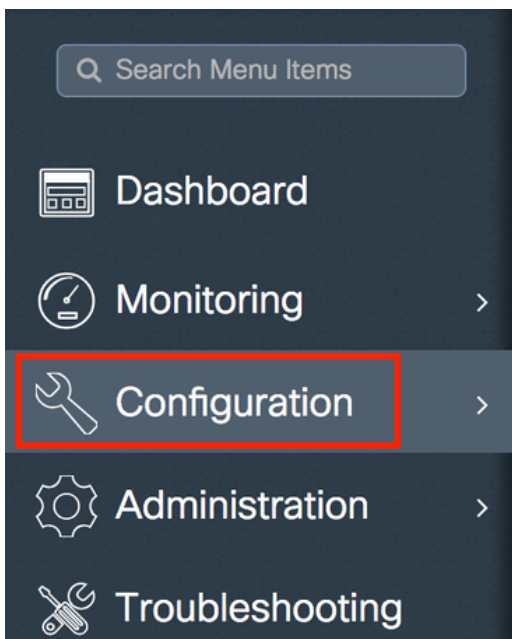 Search Menu Items
Dashboard
Monitoring
Configuration
Administration
Troubleshooting